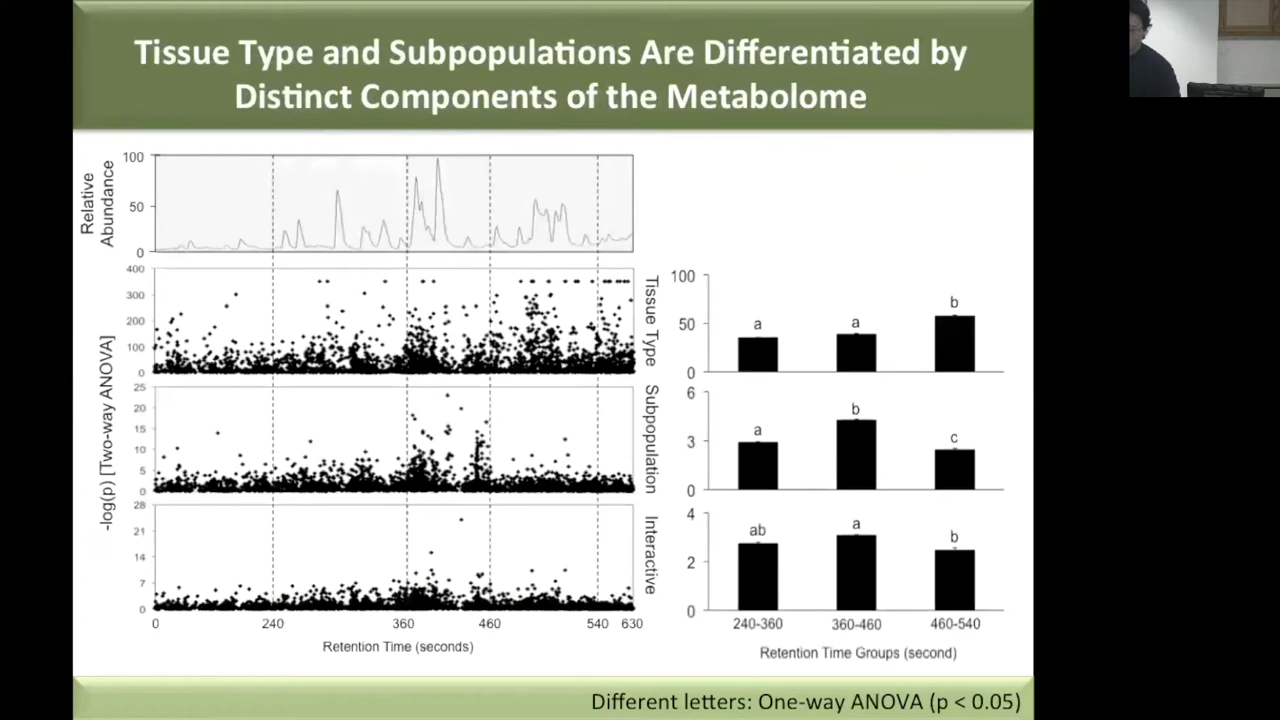 Tissue Type and Subpopulations Are Differentiated by
Distinct Components of the Metabolome
Relative
Abundance
100
50
0
400
300
200
100
0
Tissue Type
100
50
0
a
a
b
-log(p) [Two-way ANOVA]
25
20
15
10
5
0
Subpopulation
6
3
0
a
b
c
28
21
14
7
0
Interactive
4
2
0
ab
a
b
0
240
360
460
540
630
Retention Time (seconds)
240-360
360-460
460-540
Retention Time Groups (second)
Different letters: One-way ANOVA (p < 0.05)